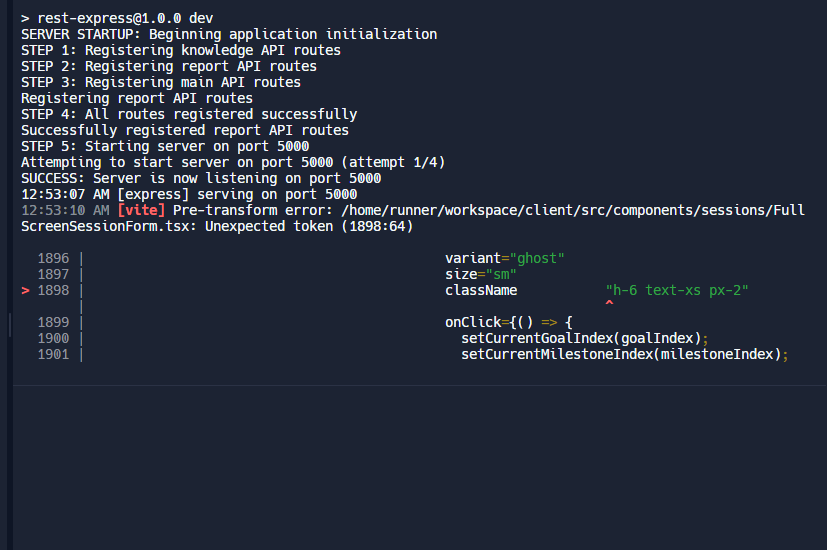 > rest-express@1.0.0 dev
SERVER STARTUP: Beginning application initialization
STEP 1: Registering knowledge API routes
STEP 2: Registering report API routes
STEP 3: Registering main API routes
Registering report API routes
STEP 4: All routes registered successfully
Successfully registered report API routes
STEP 5: Starting server on port 5000
Attempting to start server on port 5000 (attempt 1/4)
SUCCESS: Server is now listening on port 5000
12:53:07 AM [express] serving on port 5000
12:53:10 AM [vite] Pre-transform error: /home/runner/workspace/client/src/components/sessions/Full
ScreenSessionForm.tsx: Unexpected token (1898:64)
  1896 |                                             variant="ghost"
  1897 |                                             size="sm"
> 1898 |                                             className           "h-6 text-xs px-2"
       |                                                                 ^
  1899 |                                             onClick={() => {
  1900 |                                               setCurrentGoalIndex(goalIndex);
  1901 |                                               setCurrentMilestoneIndex(milestoneIndex);